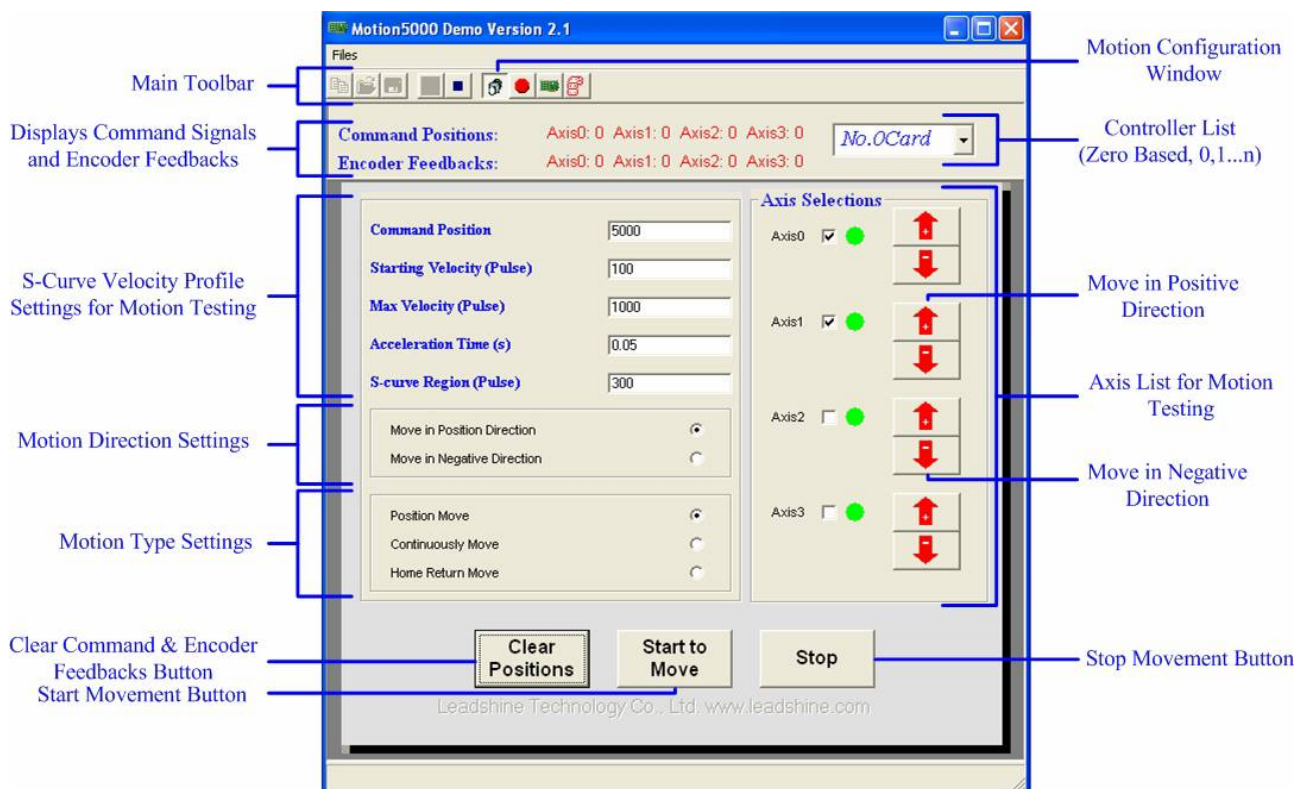 Motion5000 Demo Version 2.1
Files
Main Toolbar
Motion Configuration
Window
Displays Command Signals
and Encoder Feedbacks
Command Positions: Axis0: 0 Axis1: 0 Axis2: 0 Axis3: 0
Encoder Feedbacks: Axis0: 0 Axis1: 0 Axis2: 0 Axis3: 0
No.0Card
Controller List
(Zero Based, 0,1...n)
S-Curve Velocity Profile
Settings for Motion Testing
Command Position 5000
Starting Velocity (Pulse) 100
Max Velocity (Pulse) 1000
Acceleration Time (s) 0.05
S-curve Region (Pulse) 300
Axis Selections
Axis0
Axis1
Axis2
Axis3
Move in Positive
Direction
Axis List for Motion
Testing
Move in Negative
Direction
Motion Direction Settings
Move in Position Direction
Move in Negative Direction
Motion Type Settings
Position Move
Continuously Move
Home Return Move
Clear Command & Encoder
Feedbacks Button
Start Movement Button
Clear
Positions
Start to
Move
Stop
Stop Movement Button
Leadshine Technology Co., Ltd. www.leadshine.com